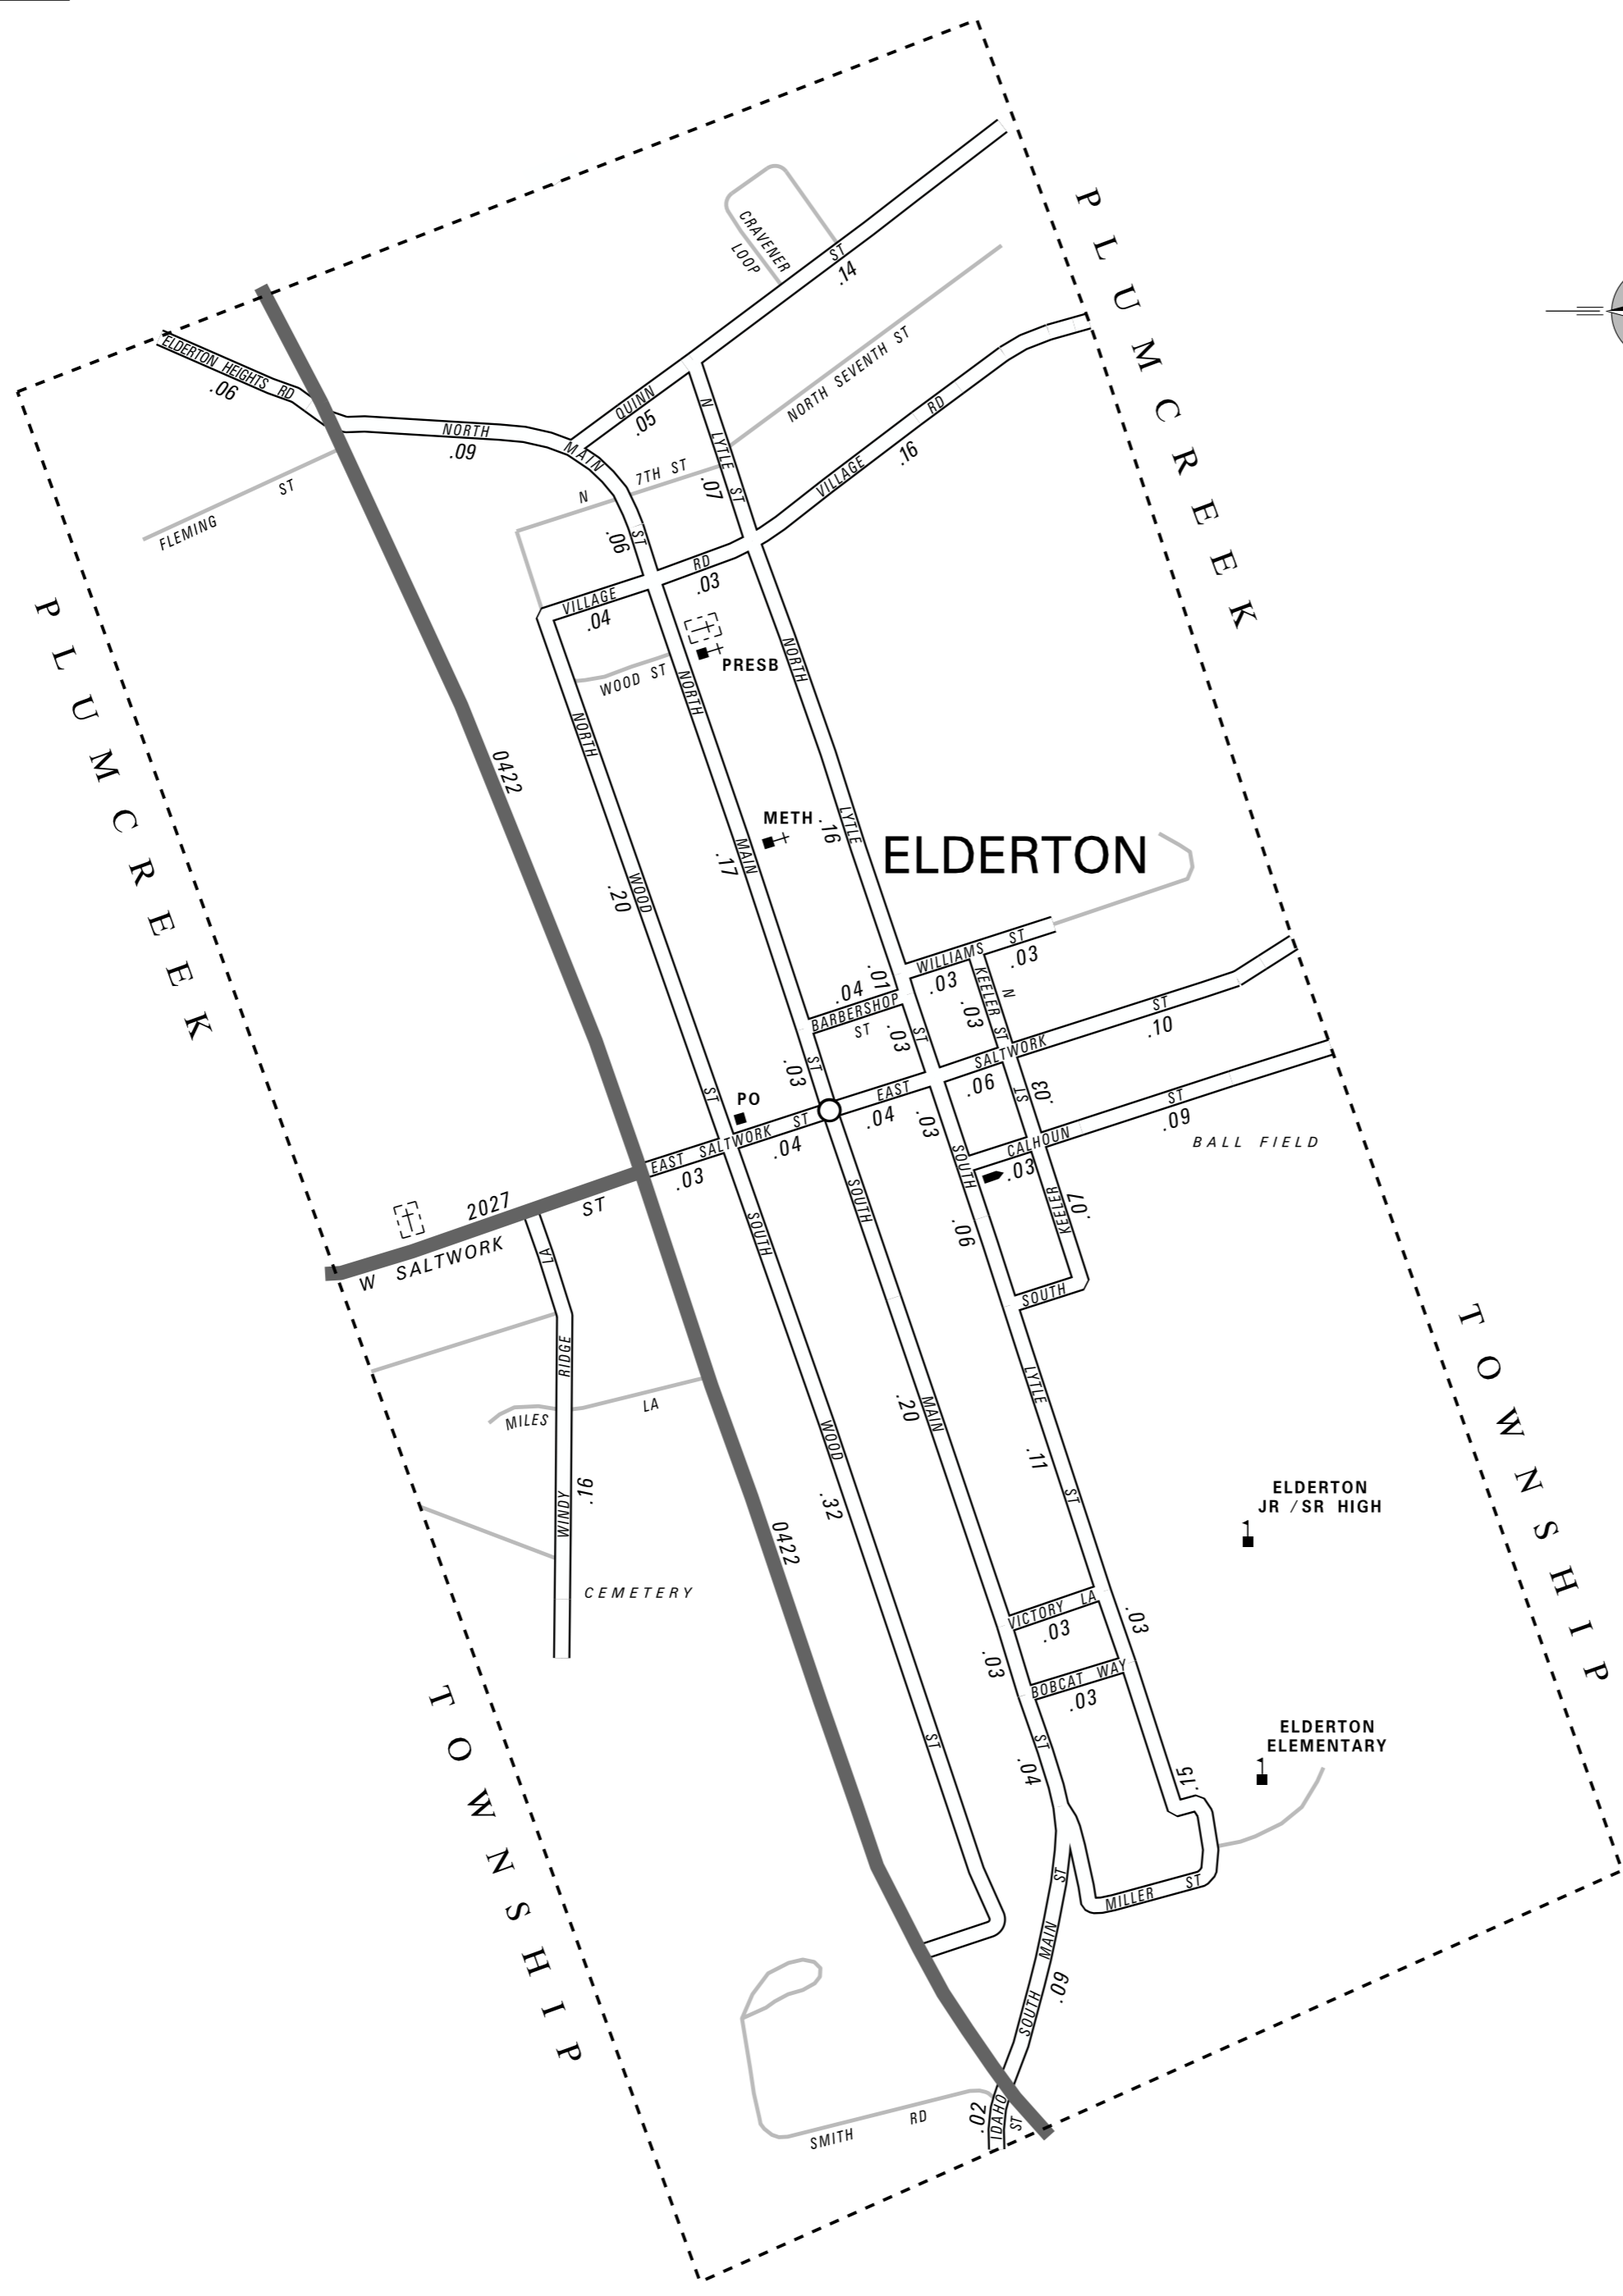 PLUMCREEK
CRAVENER
LOOP
ST
.14
ELDERTON HEIGHTS RD
.06
NORTH
.09
MAIN
QUINN
.05
NORTH SEVENTH ST
N LYTLE ST
.07
N 7TH ST
FLEMING ST
VILLAGE RD
.16
ST
.06
VILLAGE RD
.04
.03
PLUMCREEK
PRESB
WOOD ST
NORTH
NORTH
NORTH
0422
METH
.16
LYTLE
ELDERTON
MAIN
.17
WOOD
.20
WILLIAMS ST
.03
.03
.01
.04
BARBERSHOP
ST
KEELER ST
N
.03
ST
.03
ST
.03
SALTWORK ST
.10
.06
ST
.03
EAST
.04
.03
PO
ST
EAST SALTWORK ST
.03
.04
CALHOUN ST
.09
.03
BALL FIELD
SOUTH
KEELER
.07
.06
SOUTH
2027
W SALTWORK ST
LA
SOUTH
SOUTH
SOUTH
RIDGE
MILES LA
LYTLE
MAIN
.20
WOOD
.11
ST
TOWNSHIP
ELDERTON
JR / SR HIGH
WINDY
.16
.32
0422
CEMETERY
VICTORY LA
.03
.03
.03
BOBCAT WAY
.03
TOWNSHIP
ELDERTON
ELEMENTARY
ST
ST
.04
.15
MILLER ST
ST
MAIN
SOUTH
.09
SMITH RD
.02
IDAHO
ST